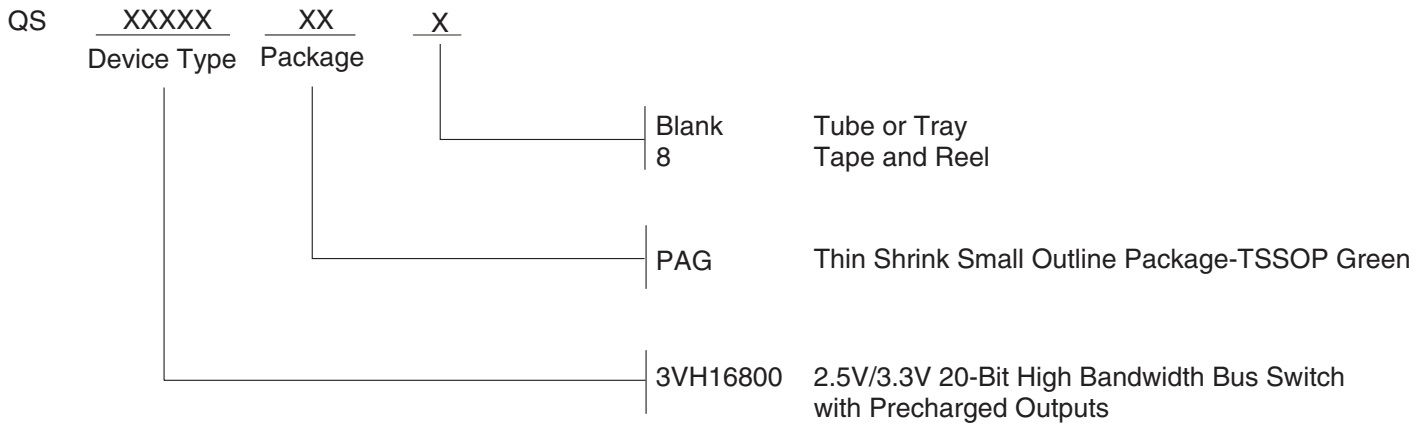 QS XXXXX XX X
Device Type Package
Blank Tube or Tray
8 Tape and Reel
PAG Thin Shrink Small Outline Package-TSSOP Green
3VH16800 2.5V/3.3V 20-Bit High Bandwidth Bus Switch
with Precharged Outputs